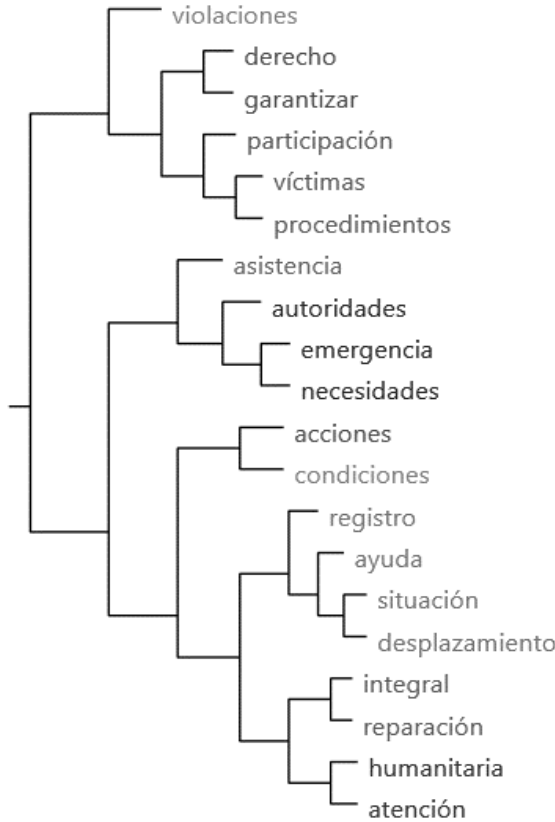 violaciones
derecho
garantizar
participación
víctimas
procedimientos
asistencia
autoridades
emergencia
necesidades
acciones
condiciones
registro
ayuda
situación
desplazamiento
integral
reparación
humanitaria
atención